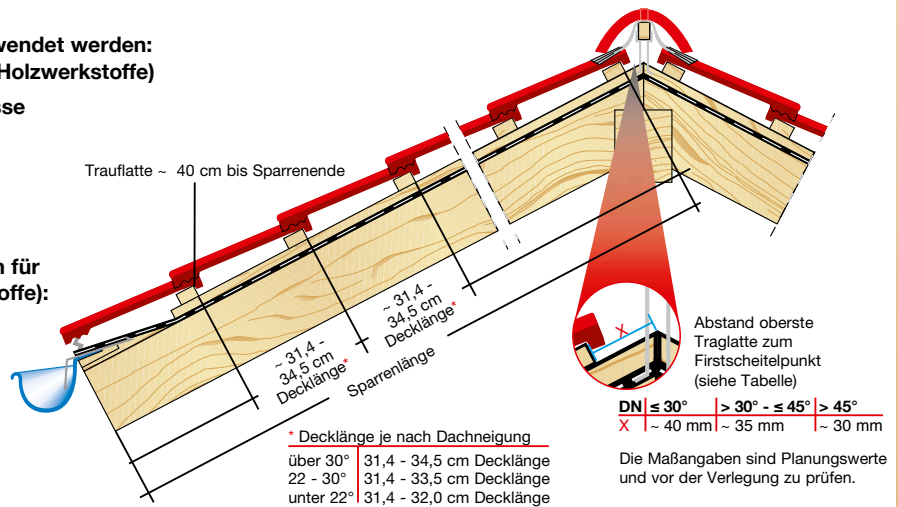 wendet werden:
Holzwerkstoffe)
sse
Trauflatte ~ 40 cm bis Sparrenende
n für
offe):
~ 31,4 -
34,5 cm
Decklänge*
~ 31,4 -
34,5 cm
Decklänge*
Sparrenlänge
* Decklänge je nach Dachneigung
über 30° 31,4 - 34,5 cm Decklänge
22 - 30° 31,4 - 33,5 cm Decklänge
unter 22° 31,4 - 32,0 cm Decklänge
X
Abstand oberste
Traglatte zum
Firstscheitelpunkt
(siehe Tabelle)
DN ≤ 30° > 30° - ≤ 45° > 45°
X ~ 40 mm ~ 35 mm ~ 30 mm
Die Maßangaben sind Planungswerte
und vor der Verlegung zu prüfen.